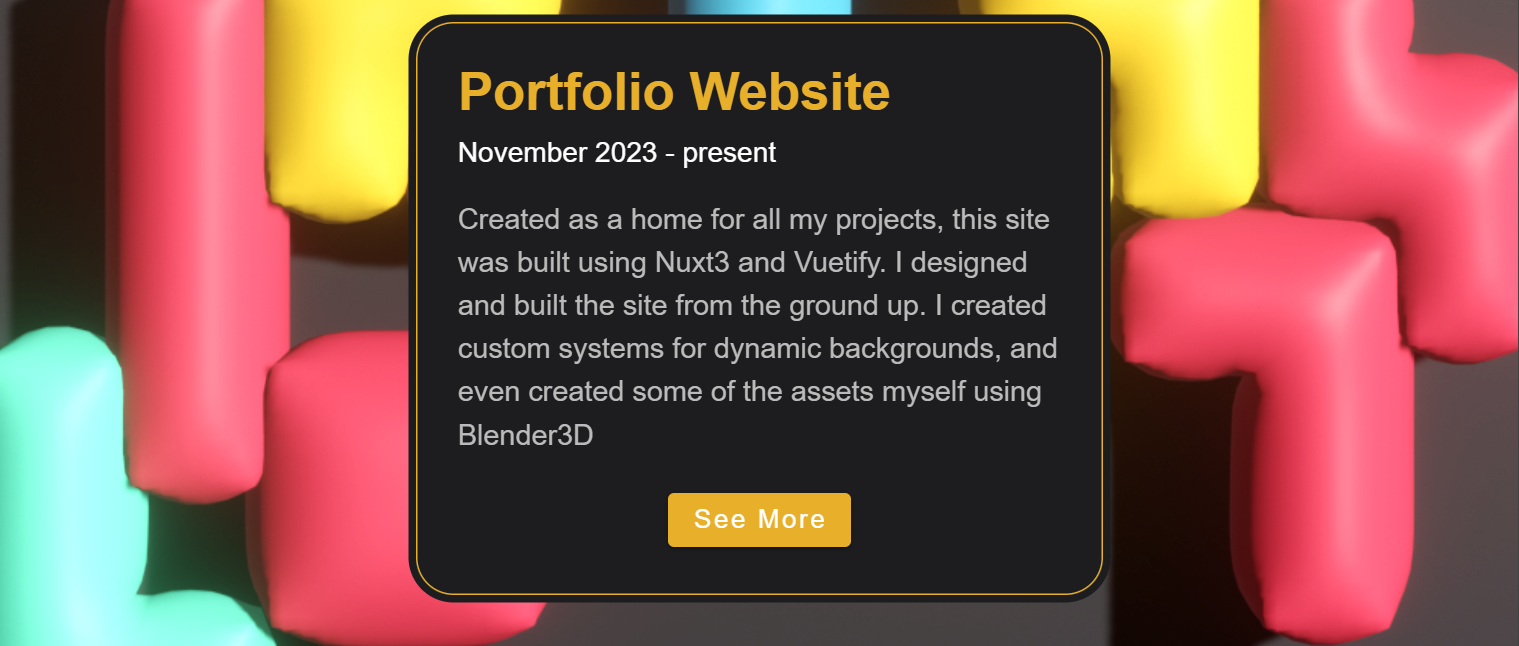 Portfolio Website
November 2023 - present
Created as a home for all my projects, this site
was built using Nuxt3 and Vuetify. I designed
and built the site from the ground up. I created
custom systems for dynamic backgrounds, and
even created some of the assets myself using
Blender3D
See More